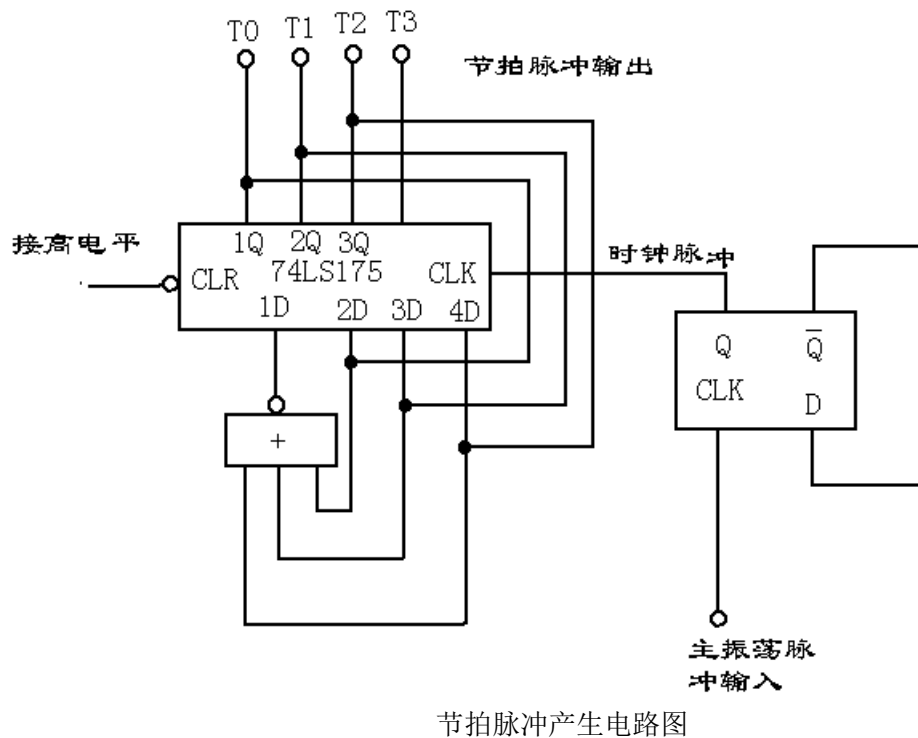 T0 T1 T2 T3
节拍脉冲输出
接高电平
1Q 2Q 3Q
74LS175
CLR
CLK
1D 2D 3D 4D
时钟脉冲
Q Q̅
CLK
D
+
主振荡脉
冲输入
节拍脉冲产生电路图